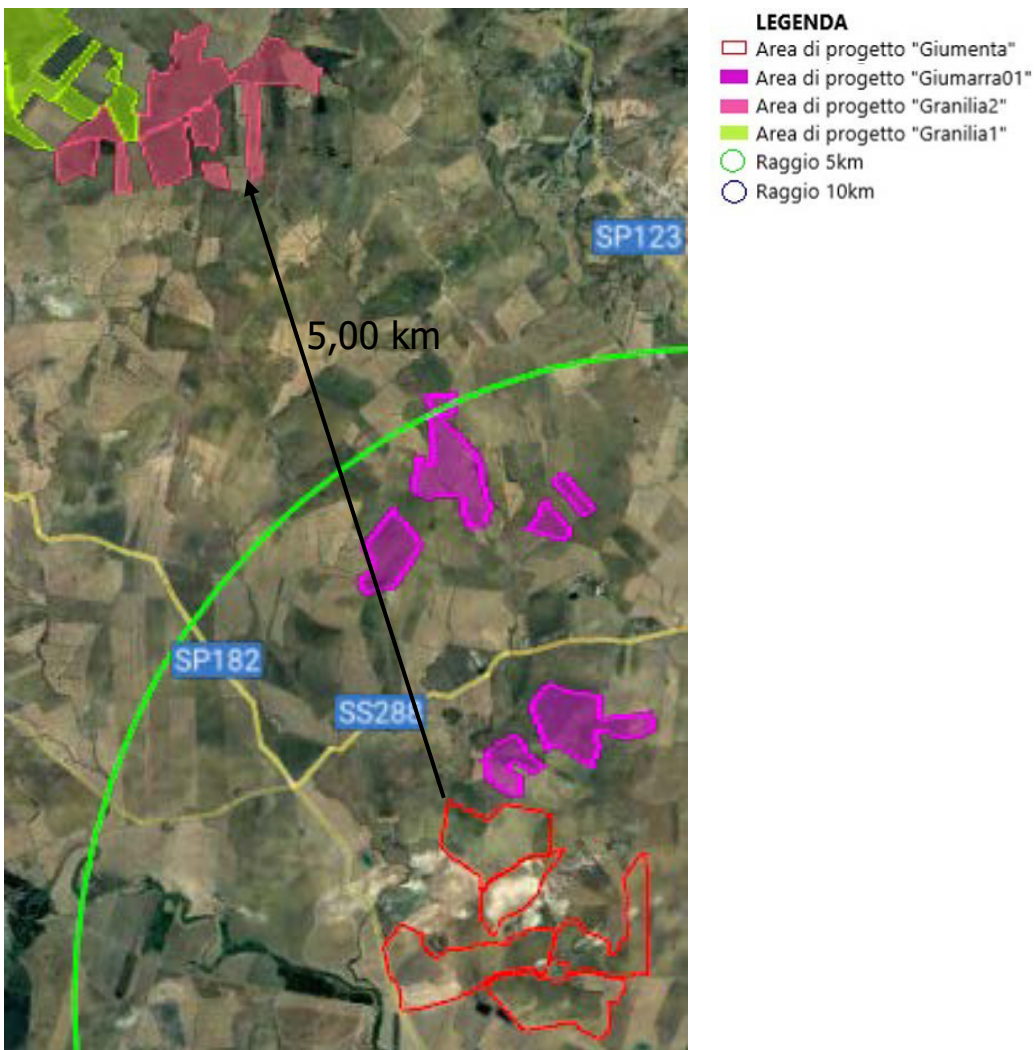 LEGENDA
Area di progetto "Giumenta"
Area di progetto "Giumarra01"
Area di progetto "Granilia2"
Area di progetto "Granilia1"
Raggio 5km
Raggio 10km
SP123
5,00 km
SP182
SS288